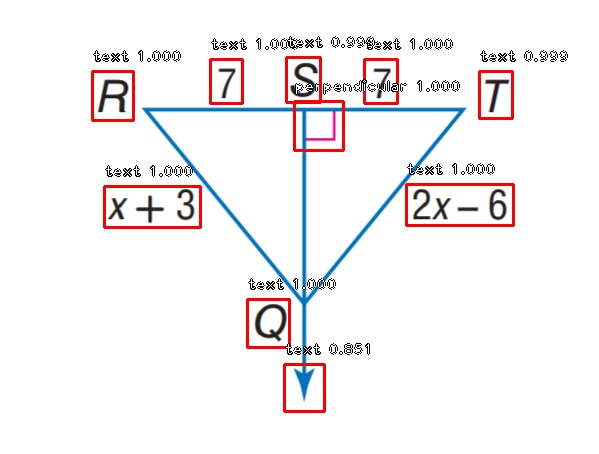 text 1.000 text 1.000 text 0.999 text 1.000 text 0.999
R 7 S 7 T
perpendicular 1.000
text 1.000 text 1.000
x + 3 2x – 6
text 1.000
Q
text 0.851